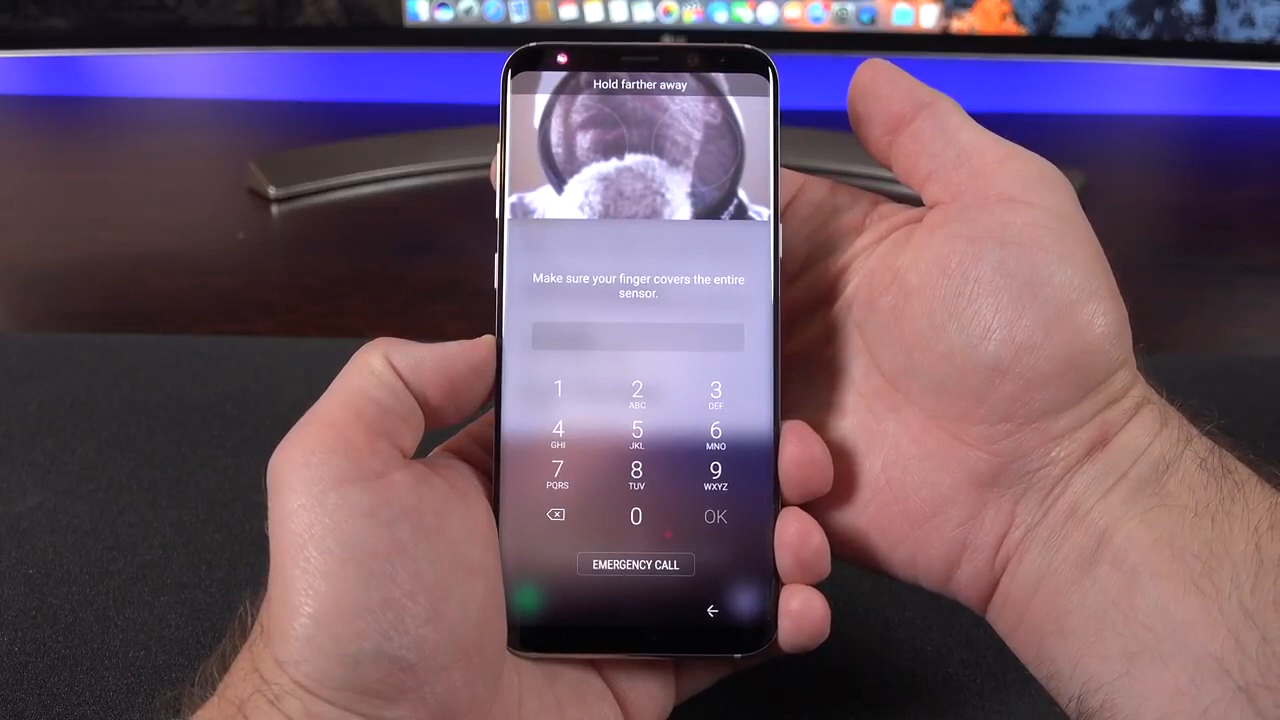 LG
Hold farther away
Make sure your finger covers the entire
sensor.
1 2 3
ABC DEF
4 5 6
GHI JKL MNO
7 8 9
PQRS TUV WXYZ
0 OK
EMERGENCY CALL